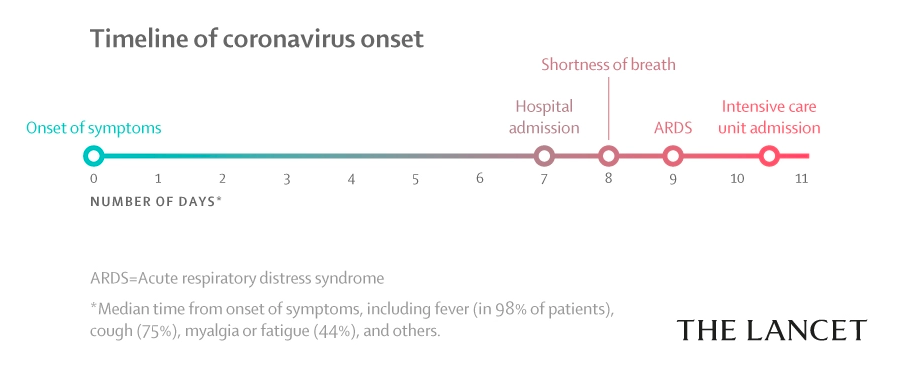 Timeline of coronavirus onset
Shortness of breath
Hospital
admission
Intensive care
unit admission
Onset of symptoms
ARDS
0 1 2 3 4 5 6 7 8 9 10 11
NUMBER OF DAYS*
ARDS=Acute respiratory distress syndrome
*Median time from onset of symptoms, including fever (in 98% of patients),
cough (75%), myalgia or fatigue (44%), and others.
THE LANCET